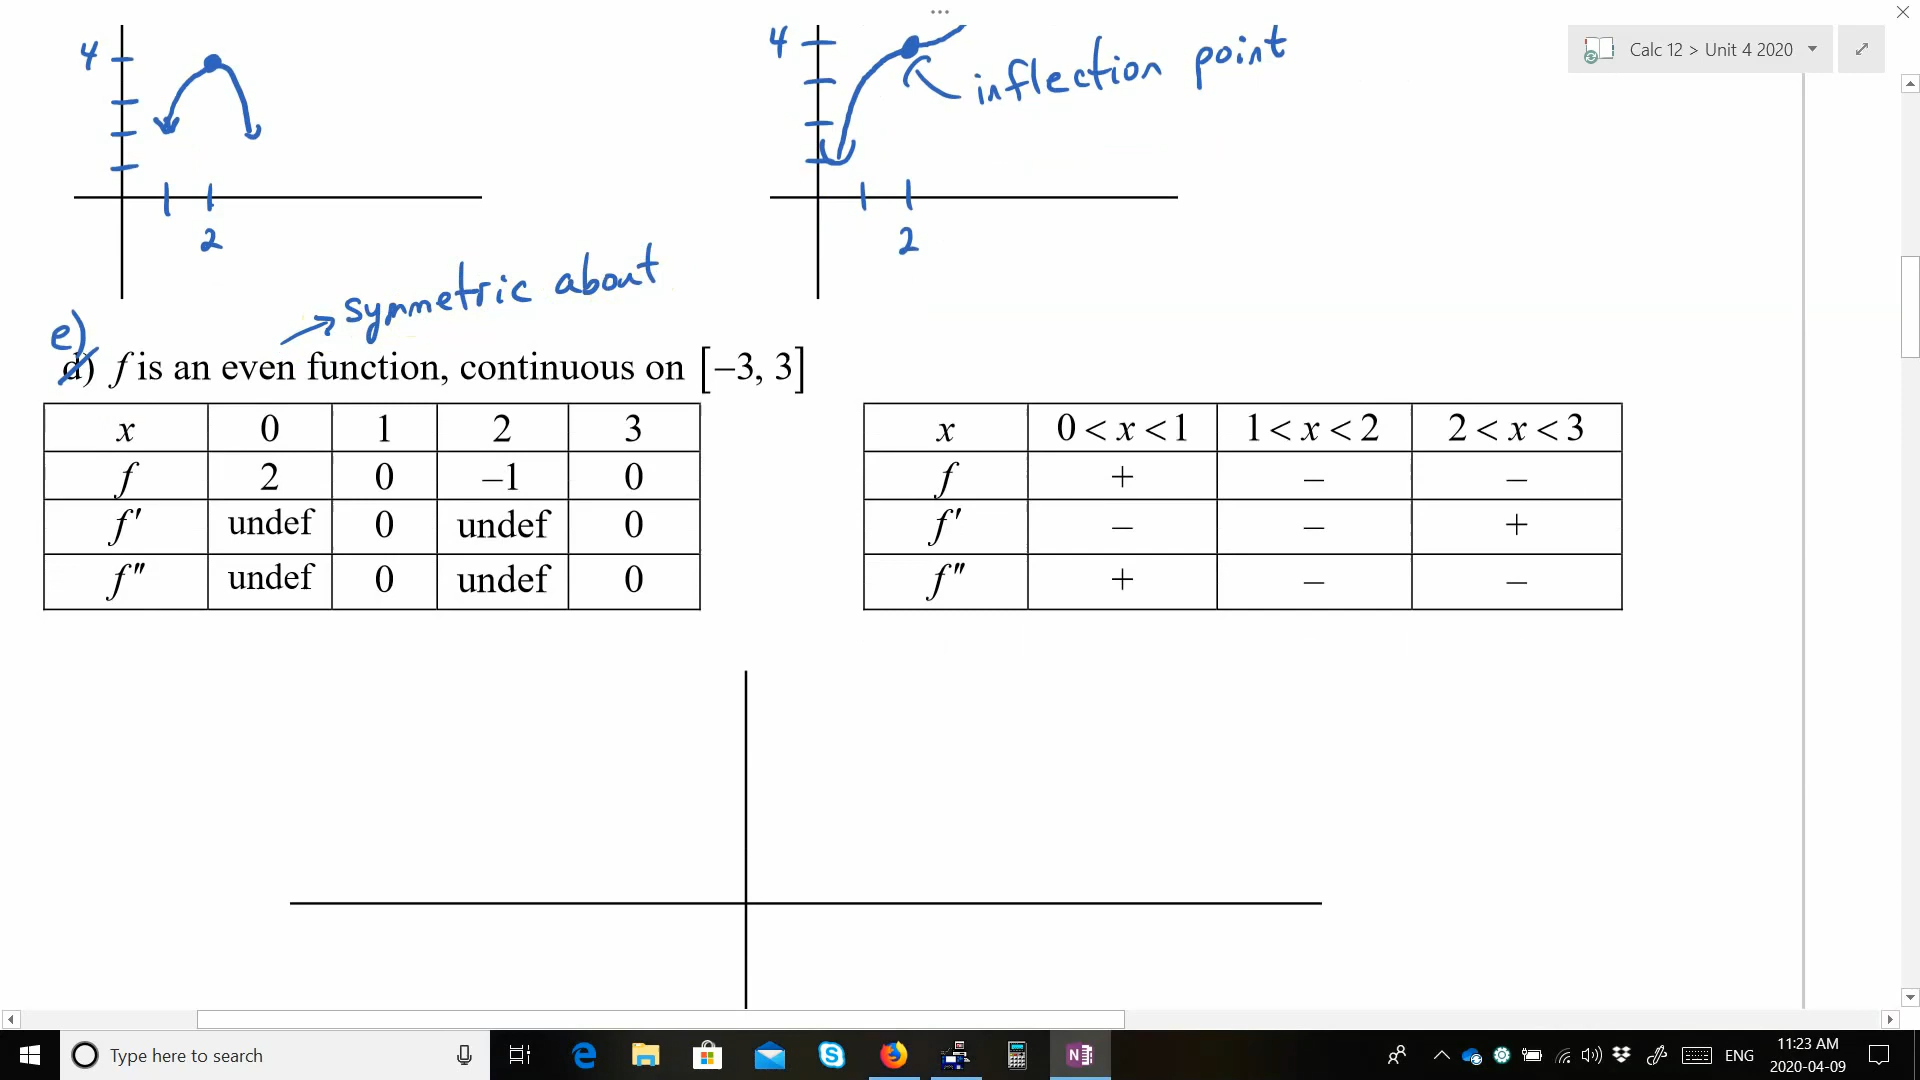 Calc 12 > Unit 4 2020
4
4
inflection point
2
2
symmetric about
e)
d) f is an even function, continuous on [−3, 3]
x 0 1 2 3
f 2 0 −1 0
f′ undef 0 undef 0
f″ undef 0 undef 0
x 0 < x < 1 1 < x < 2 2 < x < 3
f + − −
f′ − − +
f″ + − −
Type here to search
ENG
11:23 AM
2020-04-09